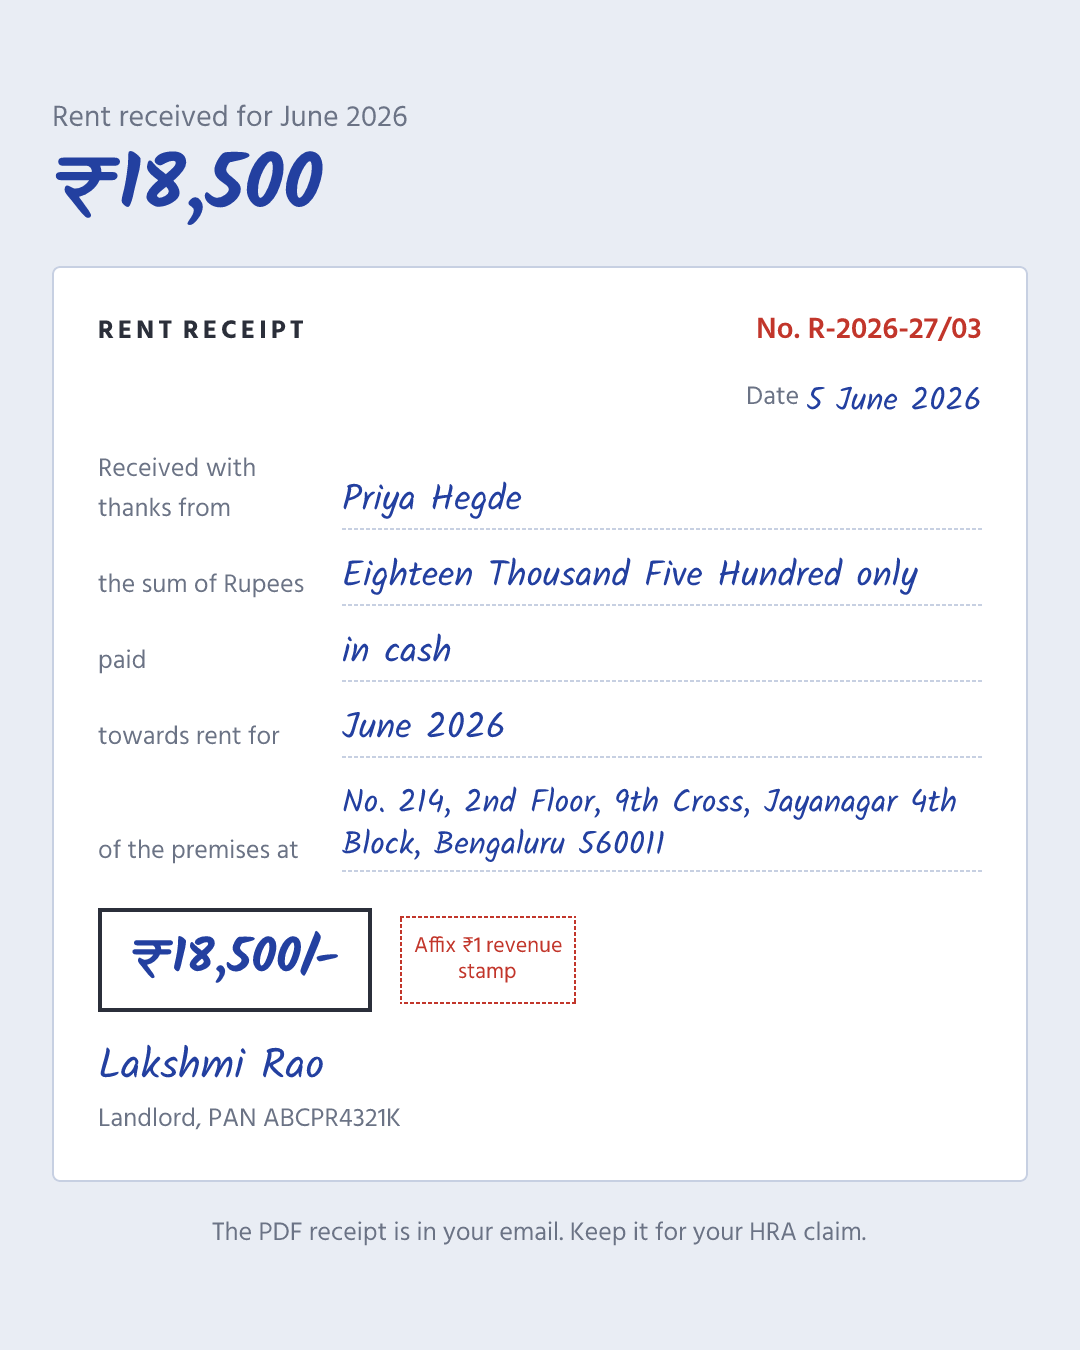 Rent received for June 2026
₹18,500
RENT RECEIPT
No. R-2026-27/03
Date 5 June 2026
Received with
thanks from
Priya Hegde
the sum of Rupees Eighteen Thousand Five Hundred only
paid in cash
towards rent for June 2026
of the premises at
No. 214, 2nd Floor, 9th Cross, Jayanagar 4th
Block, Bengaluru 560011
₹18,500/-
Affix ₹1 revenue
stamp
Lakshmi Rao
Landlord, PAN ABCPR4321K
The PDF receipt is in your email. Keep it for your HRA claim.